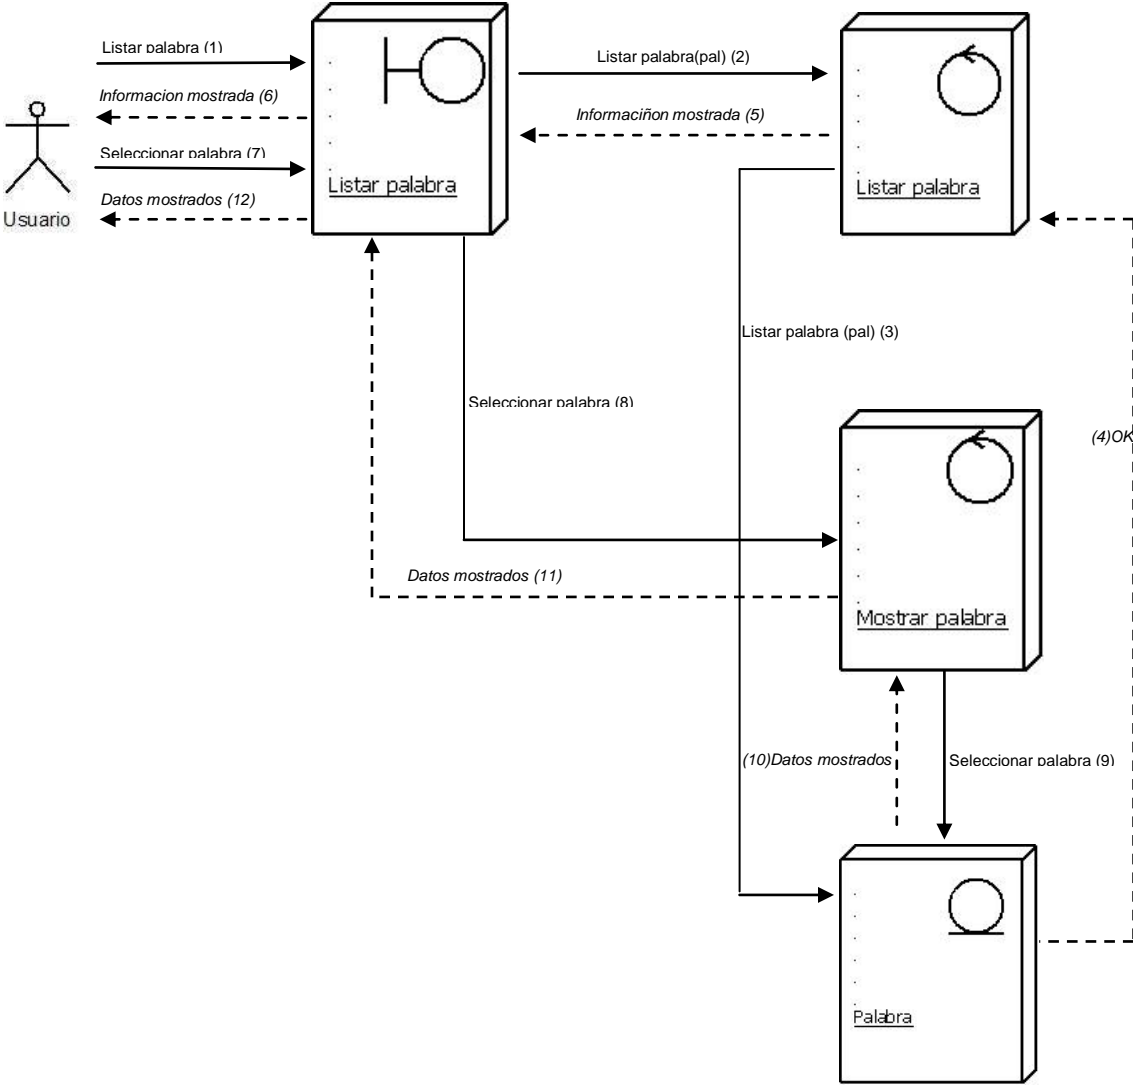 Listar palabra (1)
Listar palabra(pal) (2)
Informacion mostrada (6)
Informaciñon mostrada (5)
Seleccionar palabra (7)
Listar palabra
Listar palabra
Datos mostrados (12)
Usuario
Listar palabra (pal) (3)
Seleccionar palabra (8)
(4)OK
Datos mostrados (11)
Mostrar palabra
(10)Datos mostrados
Seleccionar palabra (9)
Palabra